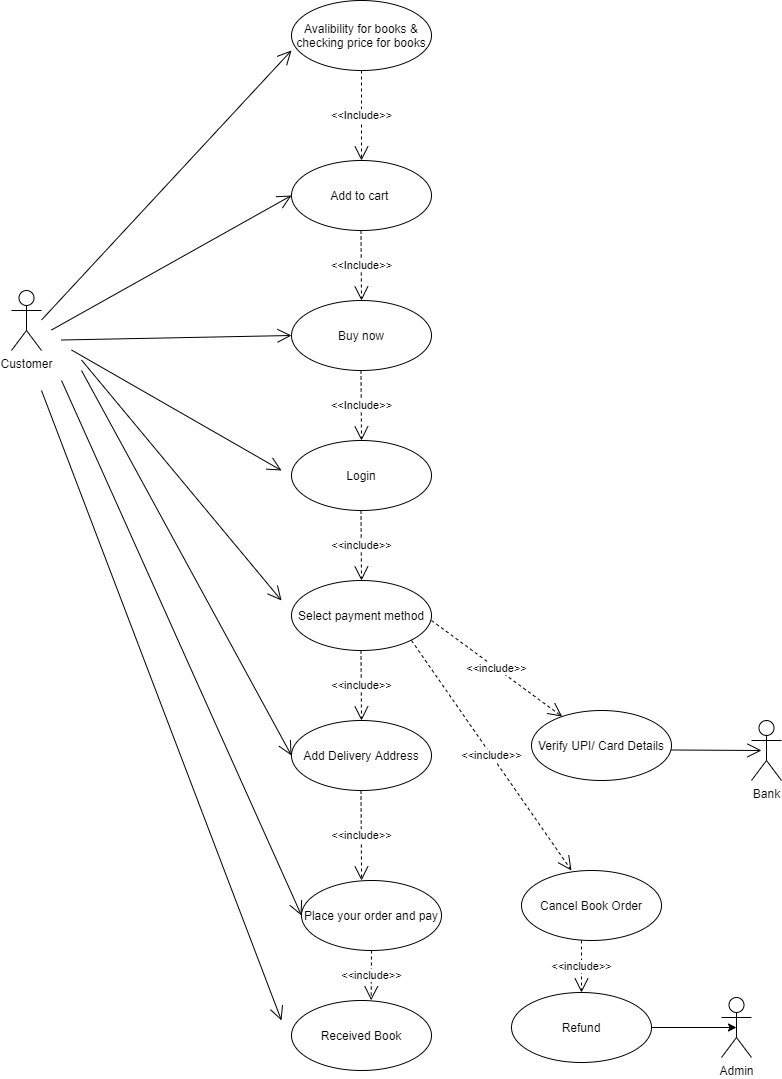 Avalibility for books &
checking price for books
<<Include>>
Add to cart
<<Include>>
Customer
Buy now
<<Include>>
Login
<<include>>
Select payment method
<<include>>
<<include>>
Add Delivery Address
Verify UPI/ Card Details
<<include>>
Bank
<<include>>
Place your order and pay
Cancel Book Order
<<include>>
<<include>>
Received Book
Refund
Admin